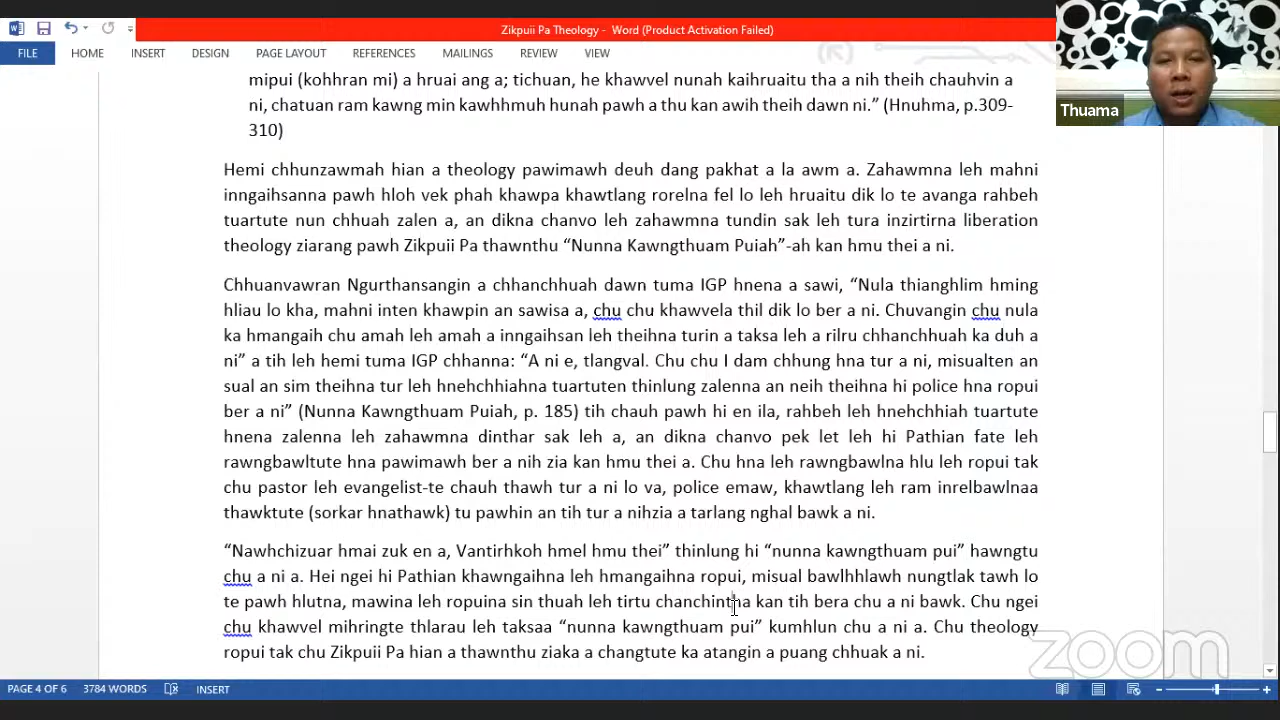 Zikpuii Pa Theology - Word (Product Activation Failed)
FILE HOME INSERT DESIGN PAGE LAYOUT REFERENCES MAILINGS REVIEW VIEW
Thuama
mipui (kohhran mi) a hruai ang a; tichuan, he khawvel nunah kaihruaitu tha a nih theih chauhvin a
ni, chatuan ram kawng min kawhhmuh hunah pawh a thu kan awih theih dawn ni.” (Hnuhma, p.309-
310)
Hemi chhunzawmah hian a theology pawimawh deuh dang pakhat a la awm a. Zahawmna leh mahni
inngaihsanna pawh hloh vek phah khawpa khawtlang rorelna fel lo leh hruaitu dik lo te avanga rahbeh
tuartute nun chhuah zalen a, an dikna chanvo leh zahawmna tundin sak leh tura inzirtirna liberation
theology ziarang pawh Zikpuii Pa thawnthu “Nunna Kawngthuam Puiah”-ah kan hmu thei a ni.
Chhuanvawran Ngurthansangin a chhanchhuah dawn tuma IGP hnena a sawi, “Nula thianghlim hming
hliau lo kha, mahni inten khawpin an sawisa a, chu chu khawvela thil dik lo ber a ni. Chuvangin chu nula
ka hmangaih chu amah leh amah a inngaihsan leh theihna turin a taksa leh a rilru chhanchhuah ka duh a
ni” a tih leh hemi tuma IGP chhanna: “A ni e, tlangval. Chu chu I dam chhung hna tur a ni, misualten an
sual an sim theihna tur leh hnehchhiahna tuartuten thinlung zalenna an neih theihna hi police hna ropui
ber a ni” (Nunna Kawngthuam Puiah, p. 185) tih chauh pawh hi en ila, rahbeh leh hnehchhiah tuartute
hnena zalenna leh zahawmna dinthar sak leh a, an dikna chanvo pek let leh hi Pathian fate leh
rawngbawltute hna pawimawh ber a nih zia kan hmu thei a. Chu hna leh rawngbawlna hlu leh ropui tak
chu pastor leh evangelist-te chauh thawh tur a ni lo va, police emaw, khawtlang leh ram inrelbawlnaa
thawktute (sorkar hnathawk) tu pawhin an tih tur a nihzia a tarlang nghal bawk a ni.
“Nawhchizuar hmai zuk en a, Vantirhkoh hmel hmu thei” thinlung hi “nunna kawngthuam pui” hawngtu
chu a ni a. Hei ngei hi Pathian khawngaihna leh hmangaihna ropui, misual bawlhhlawh nungtlak tawh lo
te pawh hlutna, mawina leh ropuina sin thuah leh tirtu chanchintha kan tih bera chu a ni bawk. Chu ngei
chu khawvel mihringte thlarau leh taksaa “nunna kawngthuam pui” kumhlun chu a ni a. Chu theology
ropui tak chu Zikpuii Pa hian a thawnthu ziaka a changtute ka atangin a puang chhuak a ni.
zoom
PAGE 4 OF 6 3784 WORDS INSERT